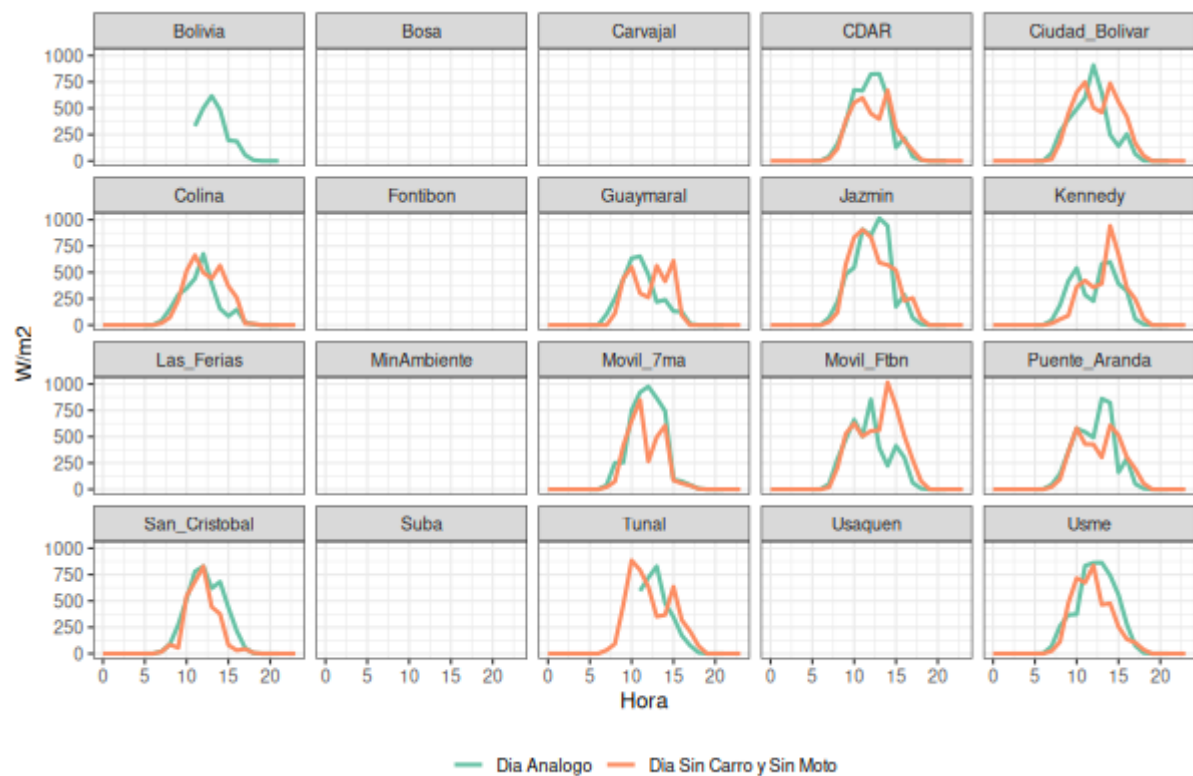 Bolivia Bosa Carvajal CDAR Ciudad_Bolivar
1000
750
500
250
0
Colina Fontibon Guaymaral Jazmin Kennedy
1000
750
500
250
0
W/m2
Las_Ferias MinAmbiente Movil_7ma Movil_Ftbn Puente_Aranda
1000
750
500
250
0
San_Cristobal Suba Tunal Usaquen Usme
1000
750
500
250
0
0 5 10 15 20 0 5 10 15 20 0 5 10 15 20 0 5 10 15 20 0 5 10 15 20
Hora
Dia Analogo Dia Sin Carro y Sin Moto